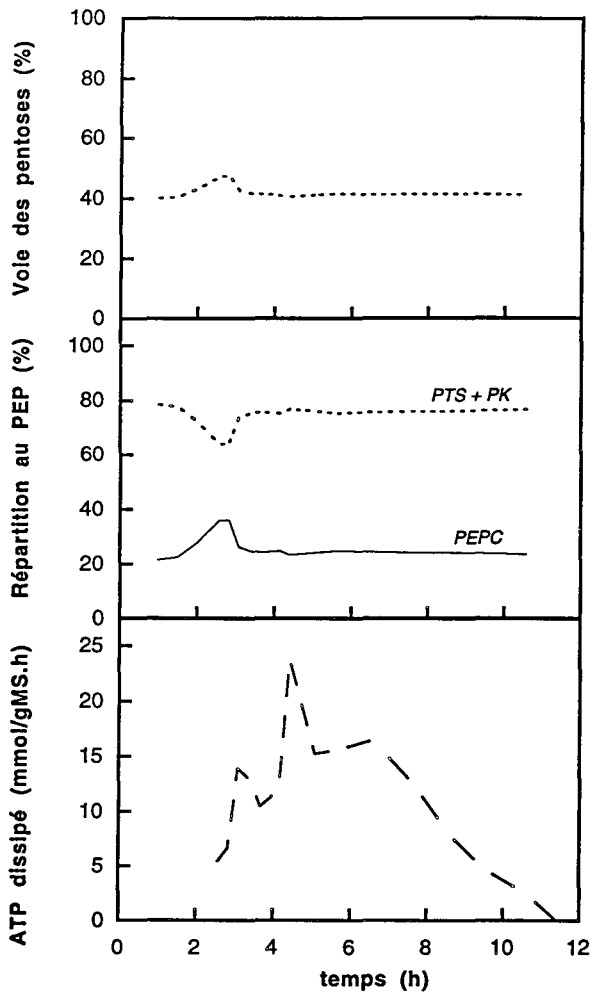 Voie des pentoses (%)
100
80
60
40
20
0
Répartition au PEP (%)
100
80
60
40
20
0
PTS + PK
PEPC
ATP dissipé (mmol/gMS.h)
25
20
15
10
5
0
0 2 4 6 8 10 12
temps (h)